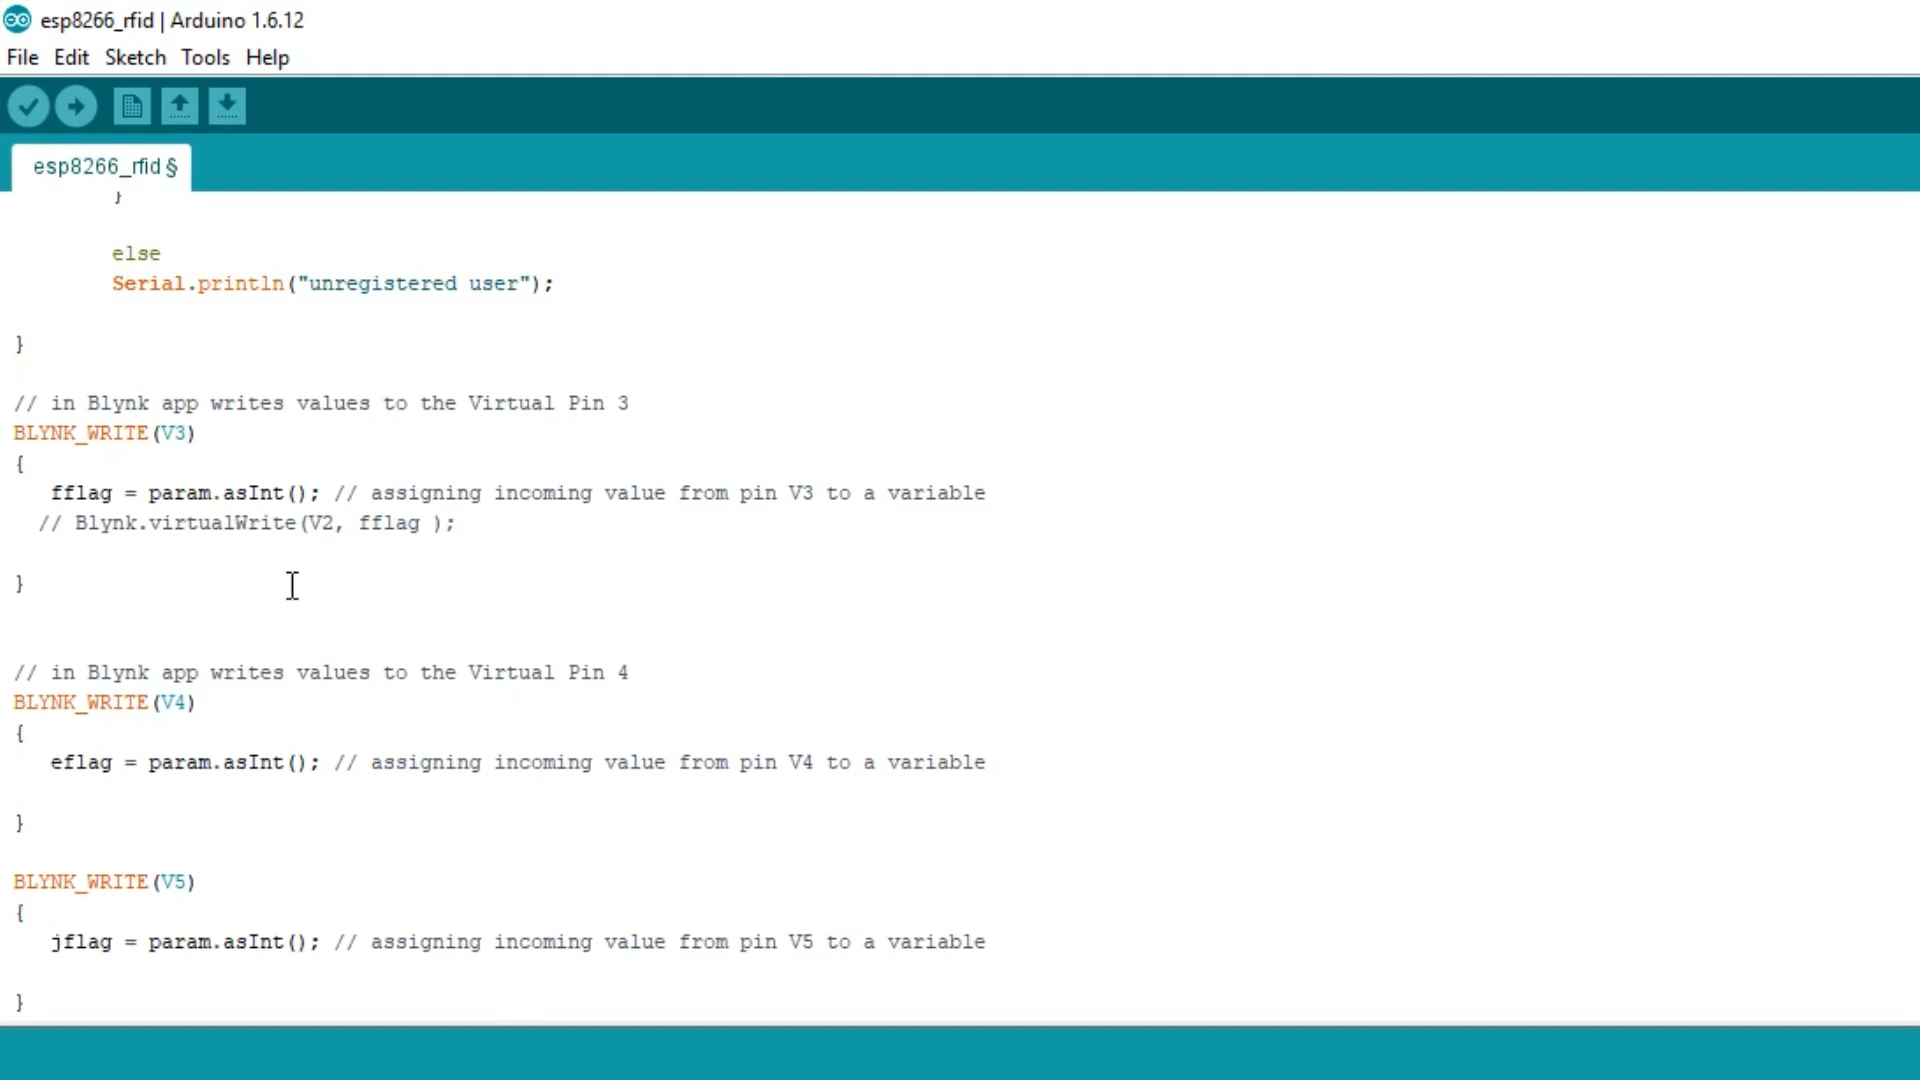 esp8266_rfid | Arduino 1.6.12
File Edit Sketch Tools Help
esp8266_rfid §
}
else
Serial.println("unregistered user");
}
// in Blynk app writes values to the Virtual Pin 3
BLYNK_WRITE(V3)
{
fflag = param.asInt(); // assigning incoming value from pin V3 to a variable
// Blynk.virtualWrite(V2, fflag );
}
// in Blynk app writes values to the Virtual Pin 4
BLYNK_WRITE(V4)
{
eflag = param.asInt(); // assigning incoming value from pin V4 to a variable
}
BLYNK_WRITE(V5)
{
jflag = param.asInt(); // assigning incoming value from pin V5 to a variable
}